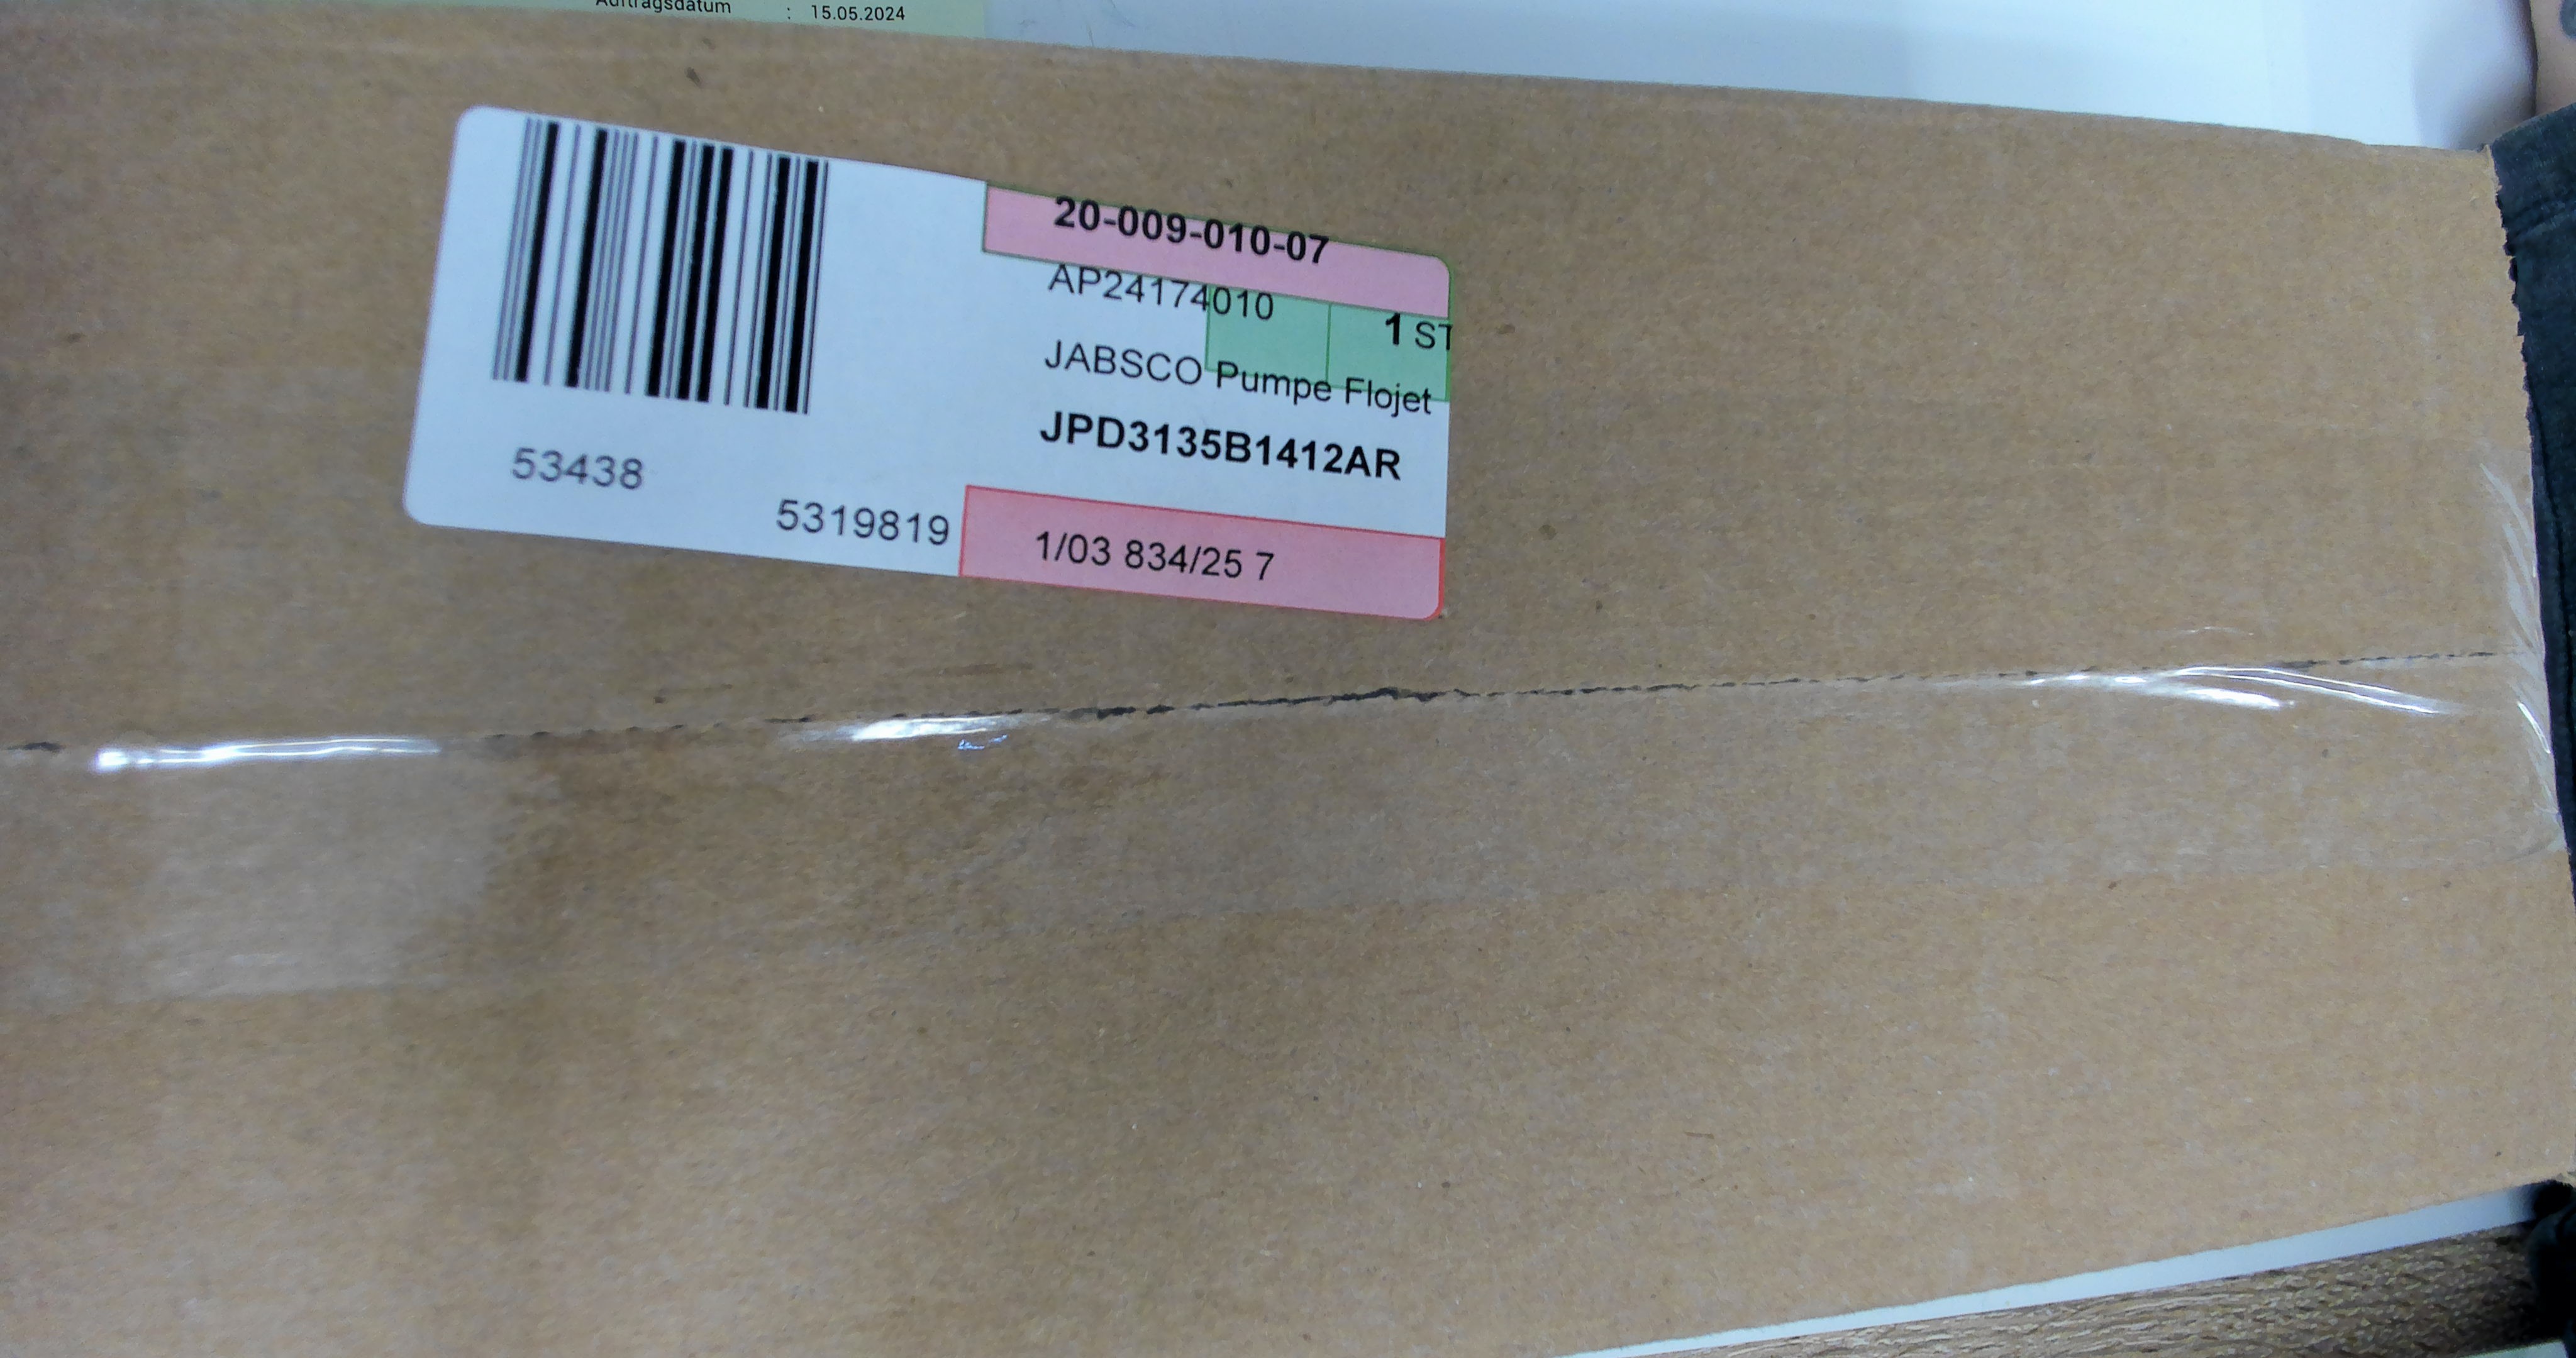 Auftragsdatum : 15.05.2024
20-009-010-07
AP24174010
1 ST
JABSCO Pumpe Flojet
JPD3135B1412AR
53438
5319819
1/03 834/25 7